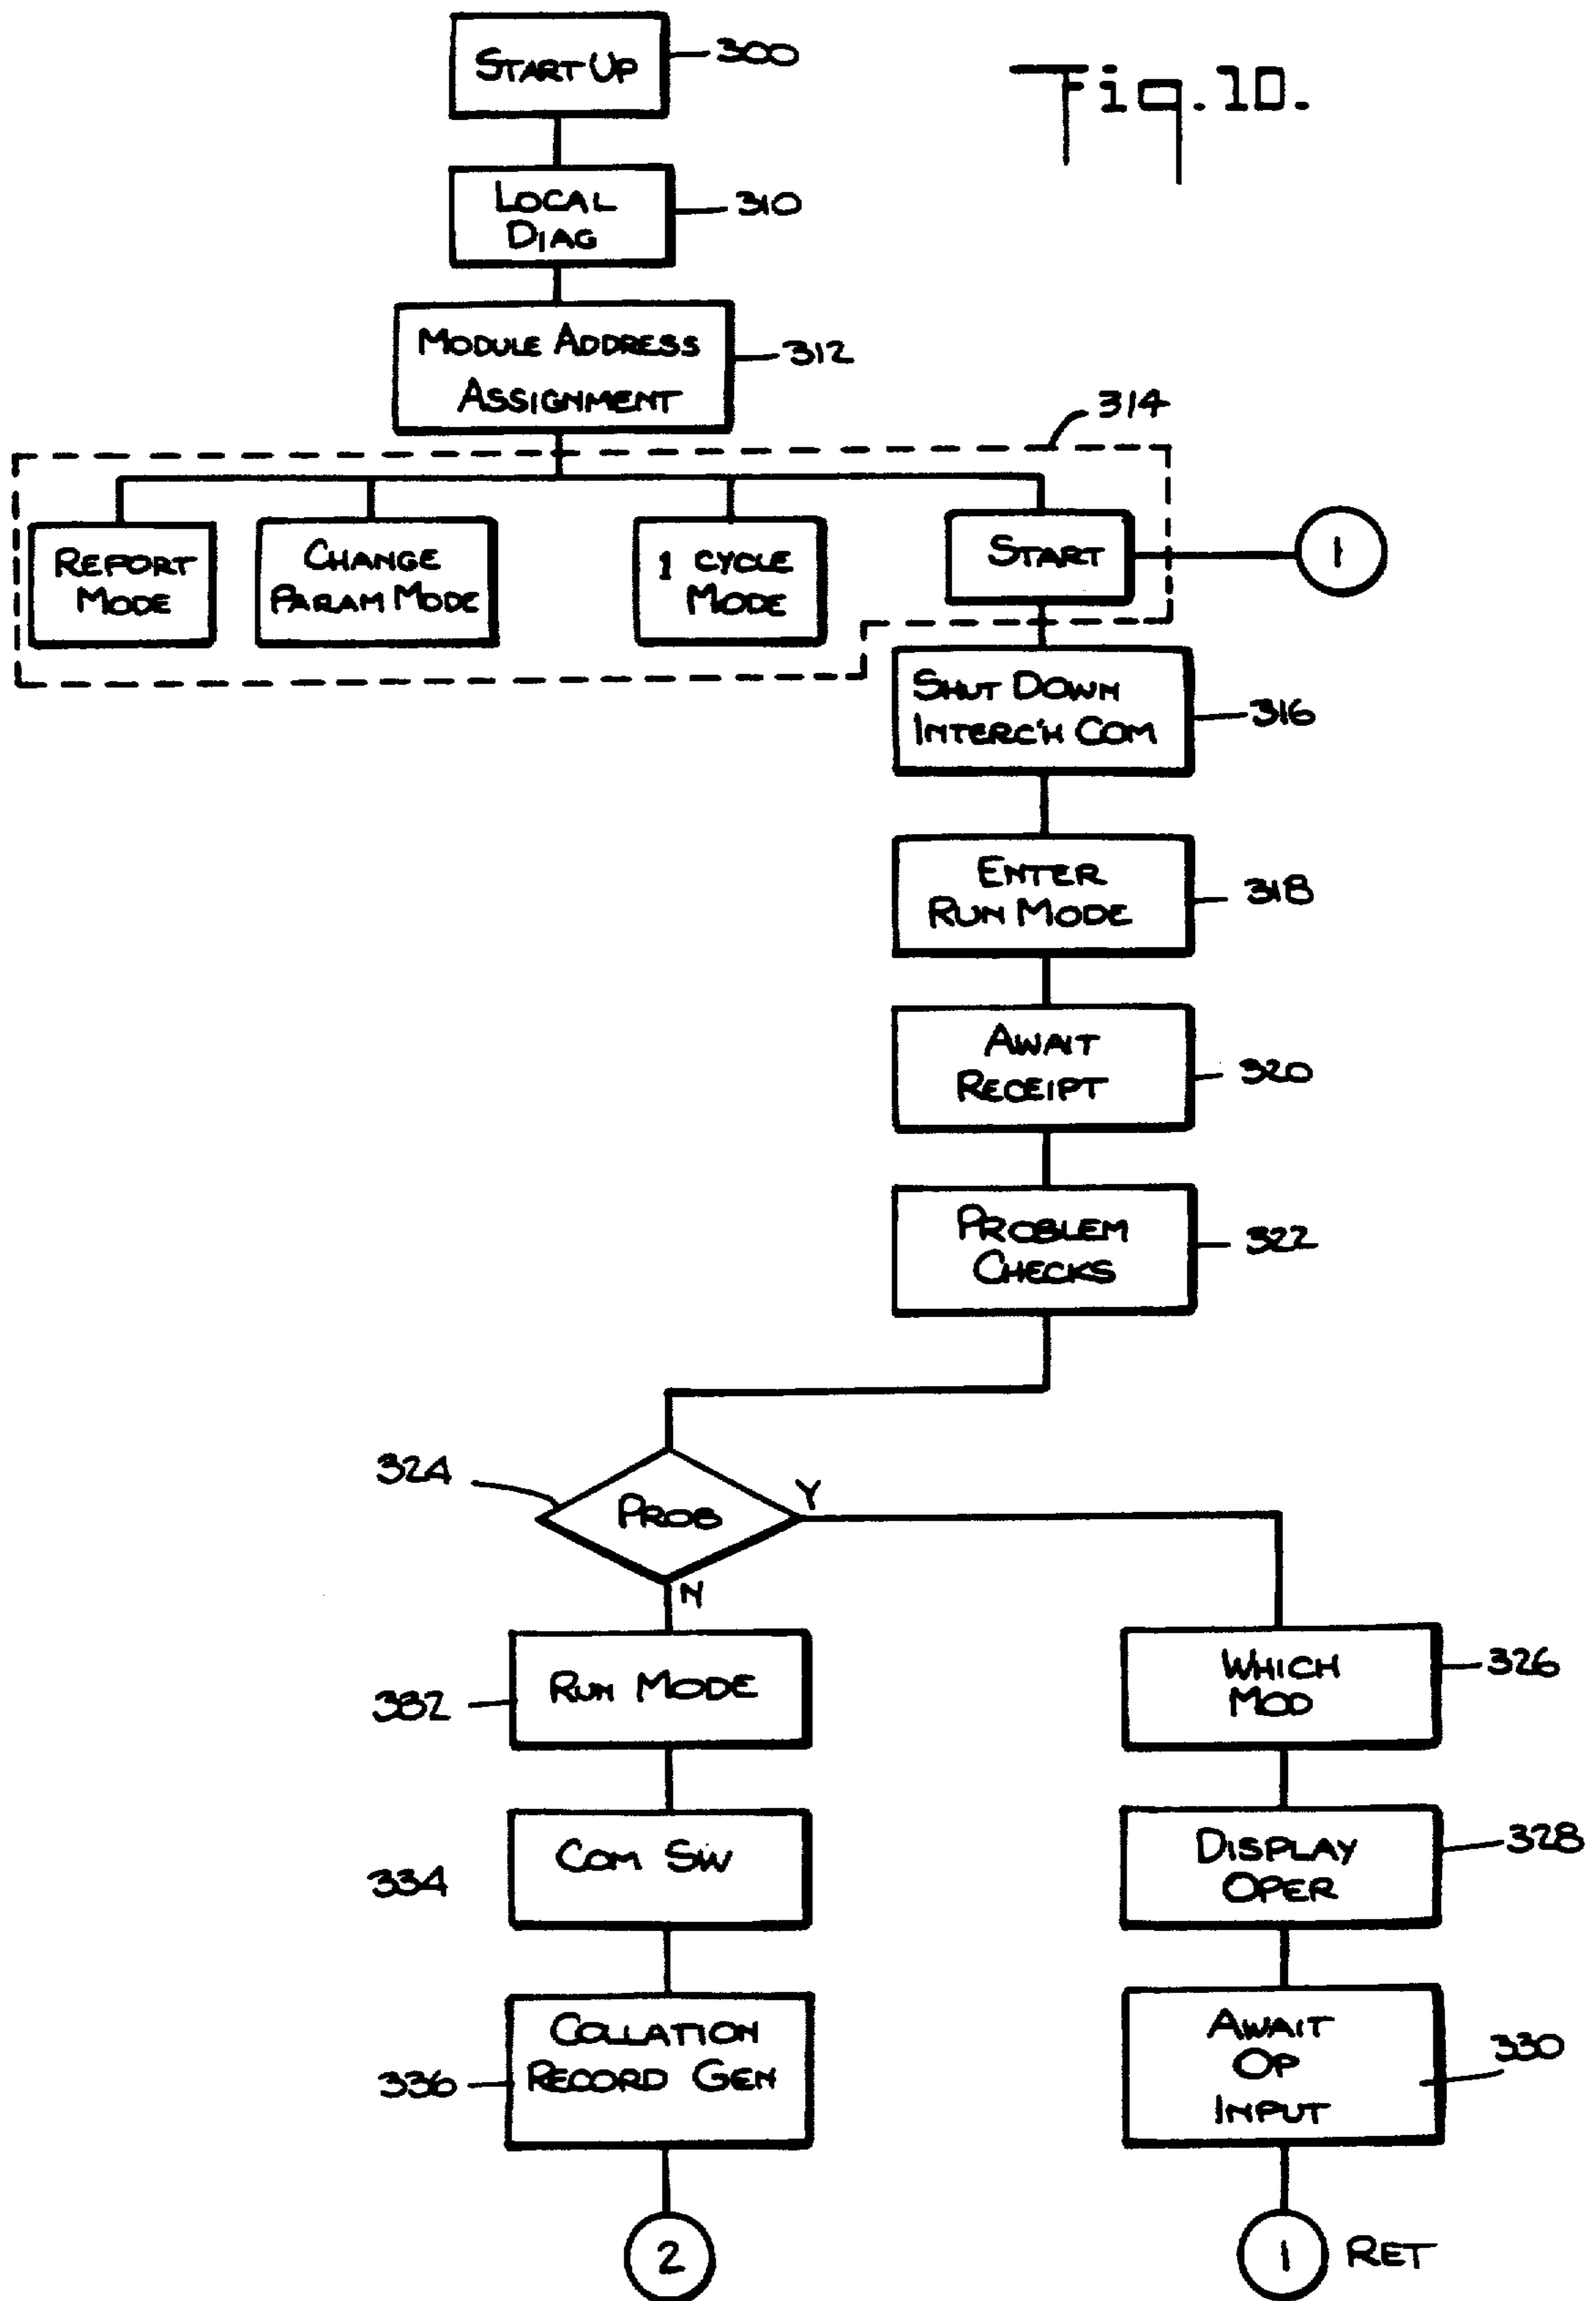 START UP
300
Fig. 10.
LOCAL
DIAG
310
MODULE ADDRESS
ASSIGNMENT
312
314
REPORT
MODE
CHANGE
PARAM MODE
1 CYCLE
MODE
START
1
SHUT DOWN
INTERC'H COM
316
ENTER
RUN MODE
318
AWAIT
RECEIPT
320
PROBLEM
CHECKS
322
324
PROB
Y
N
RUN MODE
332
WHICH
MOD
326
COM SW
334
DISPLAY
OPER
328
COLLATION
RECORD GEN
336
AWAIT
OP
INPUT
330
2
1 RET